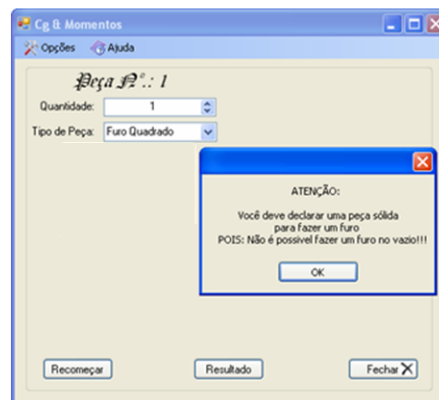 Cg & Momentos
Opções Ajuda
Peça Nº.: 1
Quantidade: 1
Tipo de Peça: Furo Quadrado
ATENÇÃO:
Você deve declarar uma peça sólida
para fazer um furo
POIS: Não é possivel fazer um furo no vazio!!!
OK
Recomeçar Resultado Fechar